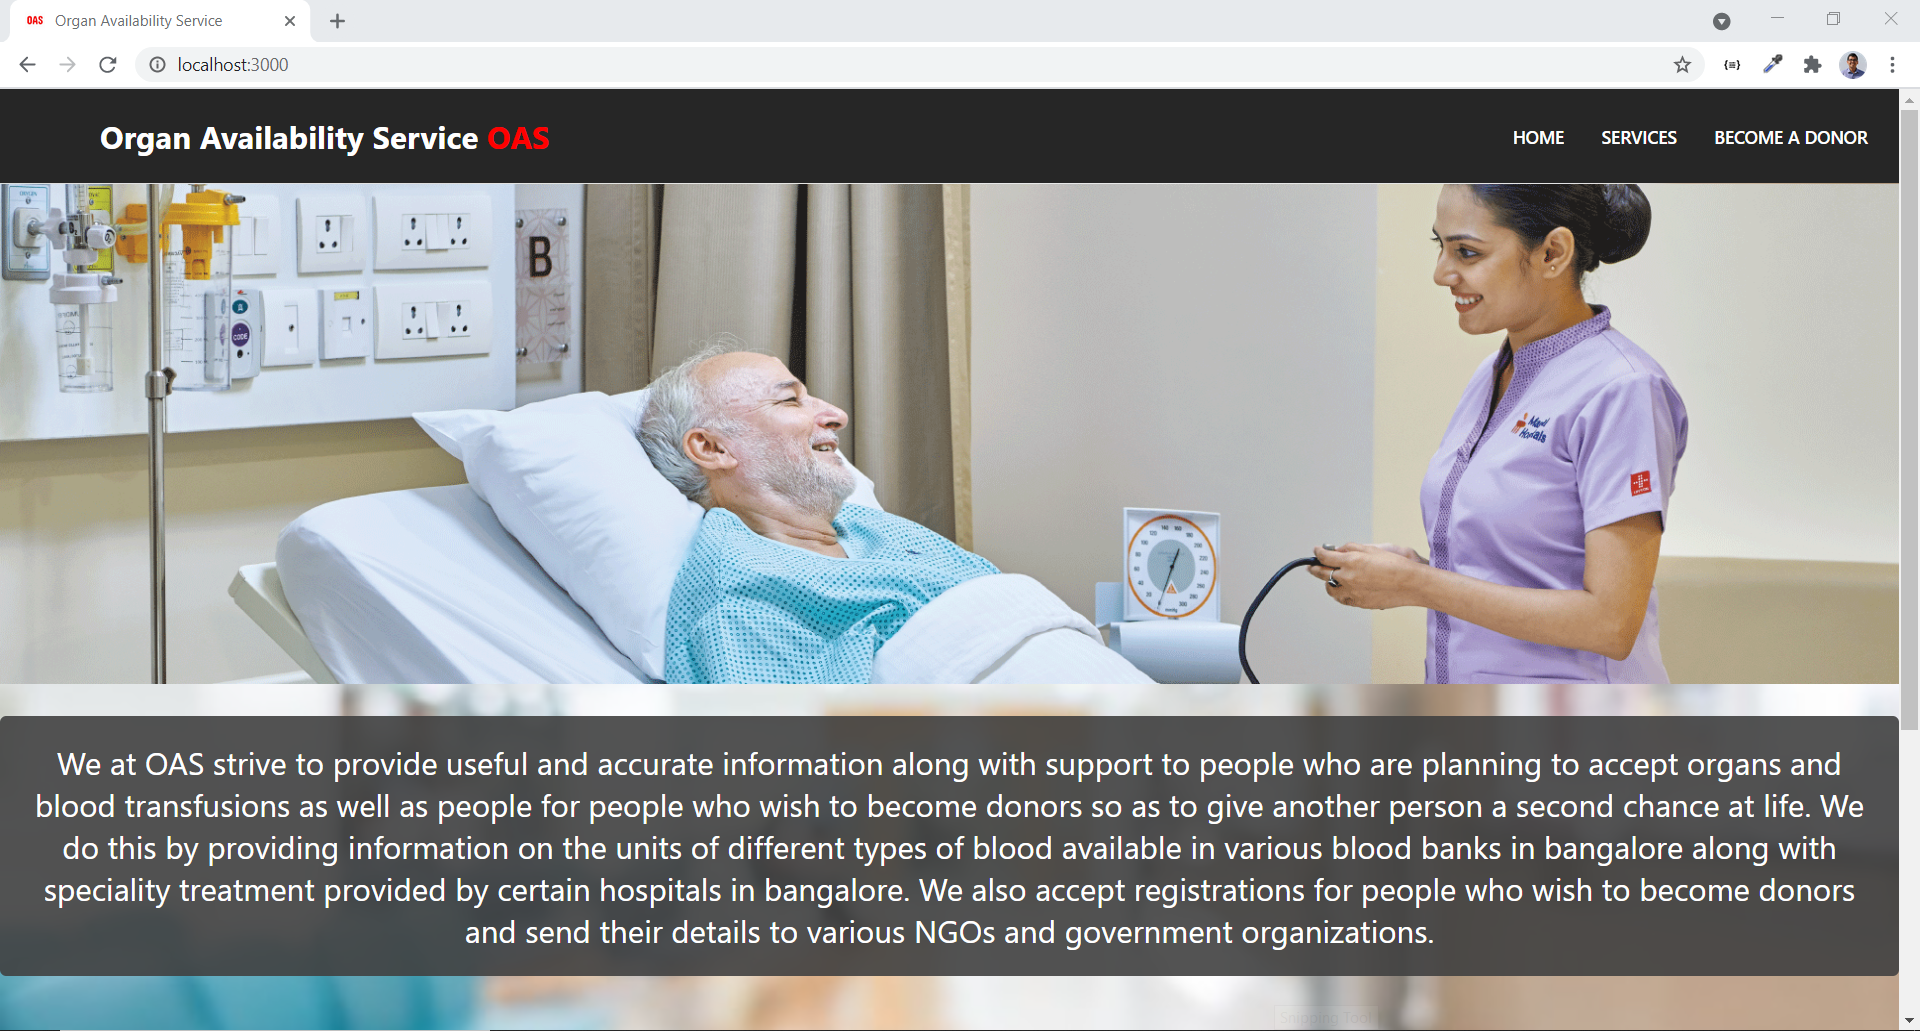 OAS Organ Availability Service
localhost:3000
Organ Availability Service OAS
HOME SERVICES BECOME A DONOR
B
CODE
We at OAS strive to provide useful and accurate information along with support to people who are planning to accept organs and
blood transfusions as well as people for people who wish to become donors so as to give another person a second chance at life. We
do this by providing information on the units of different types of blood available in various blood banks in bangalore along with
speciality treatment provided by certain hospitals in bangalore. We also accept registrations for people who wish to become donors
and send their details to various NGOs and government organizations.
Snipping Tool